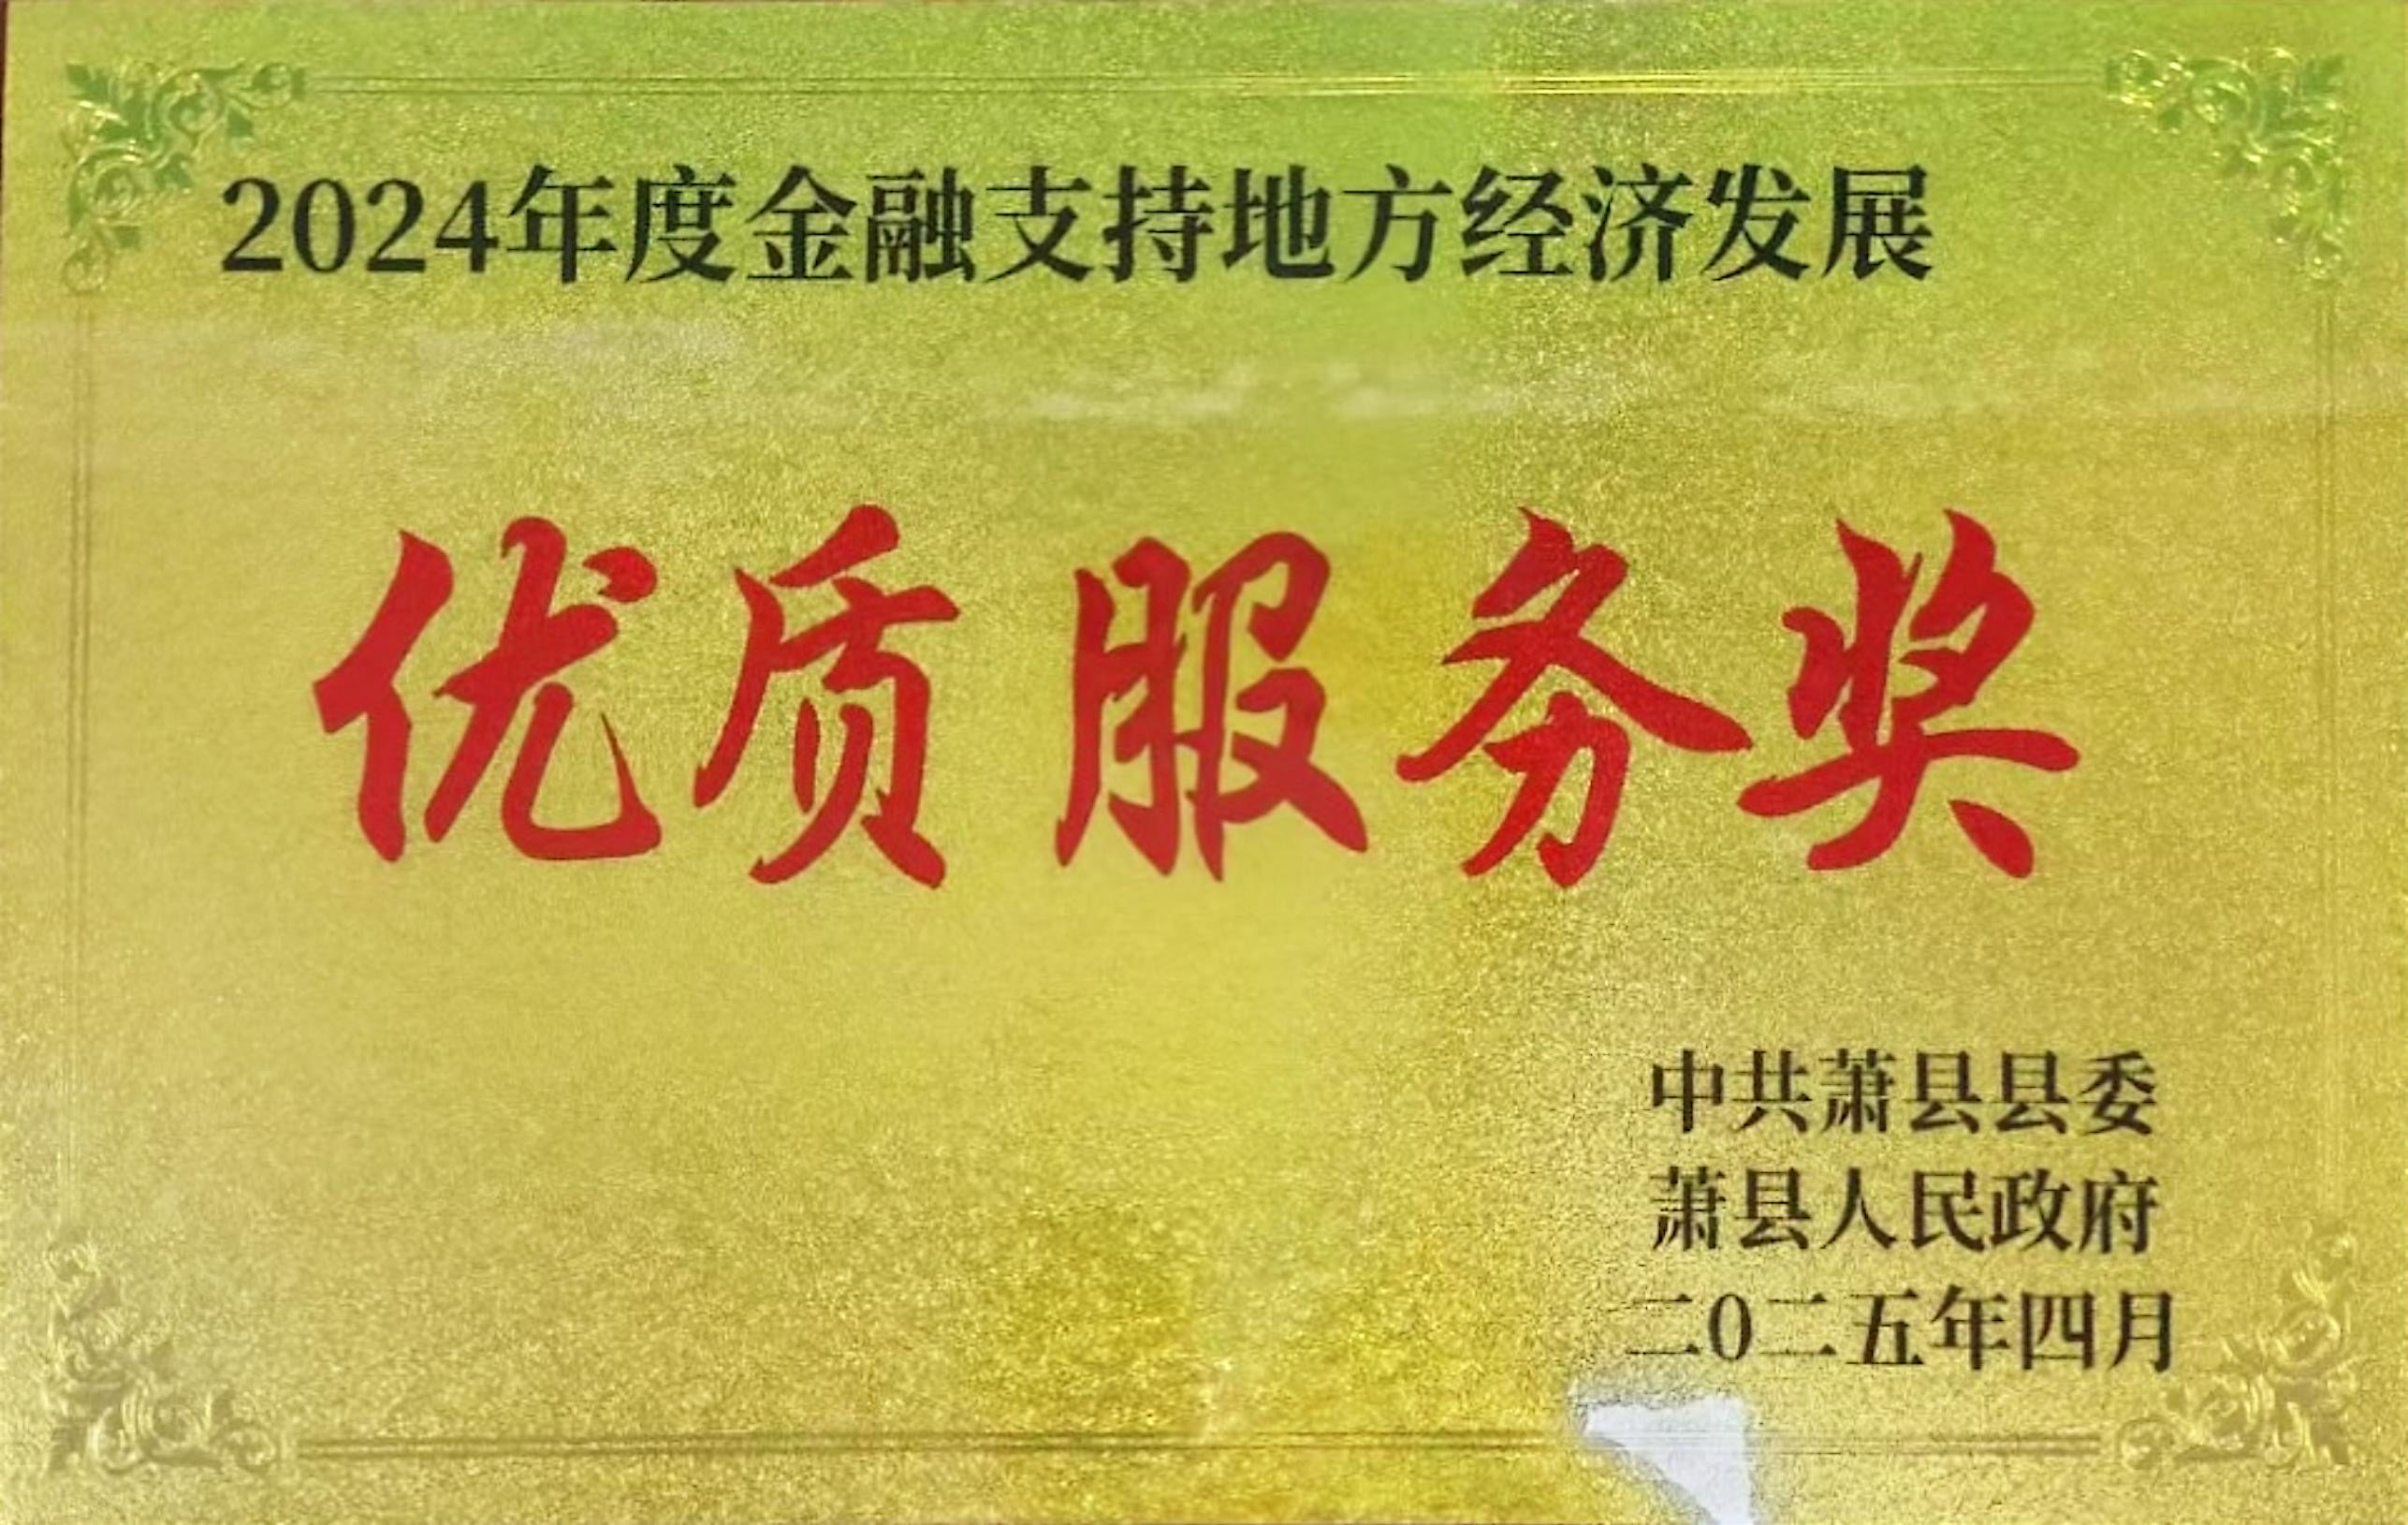 2024年度金融支持地方经济发展
优质服务奖
中共萧县县委
萧县人民政府
二0二五年四月